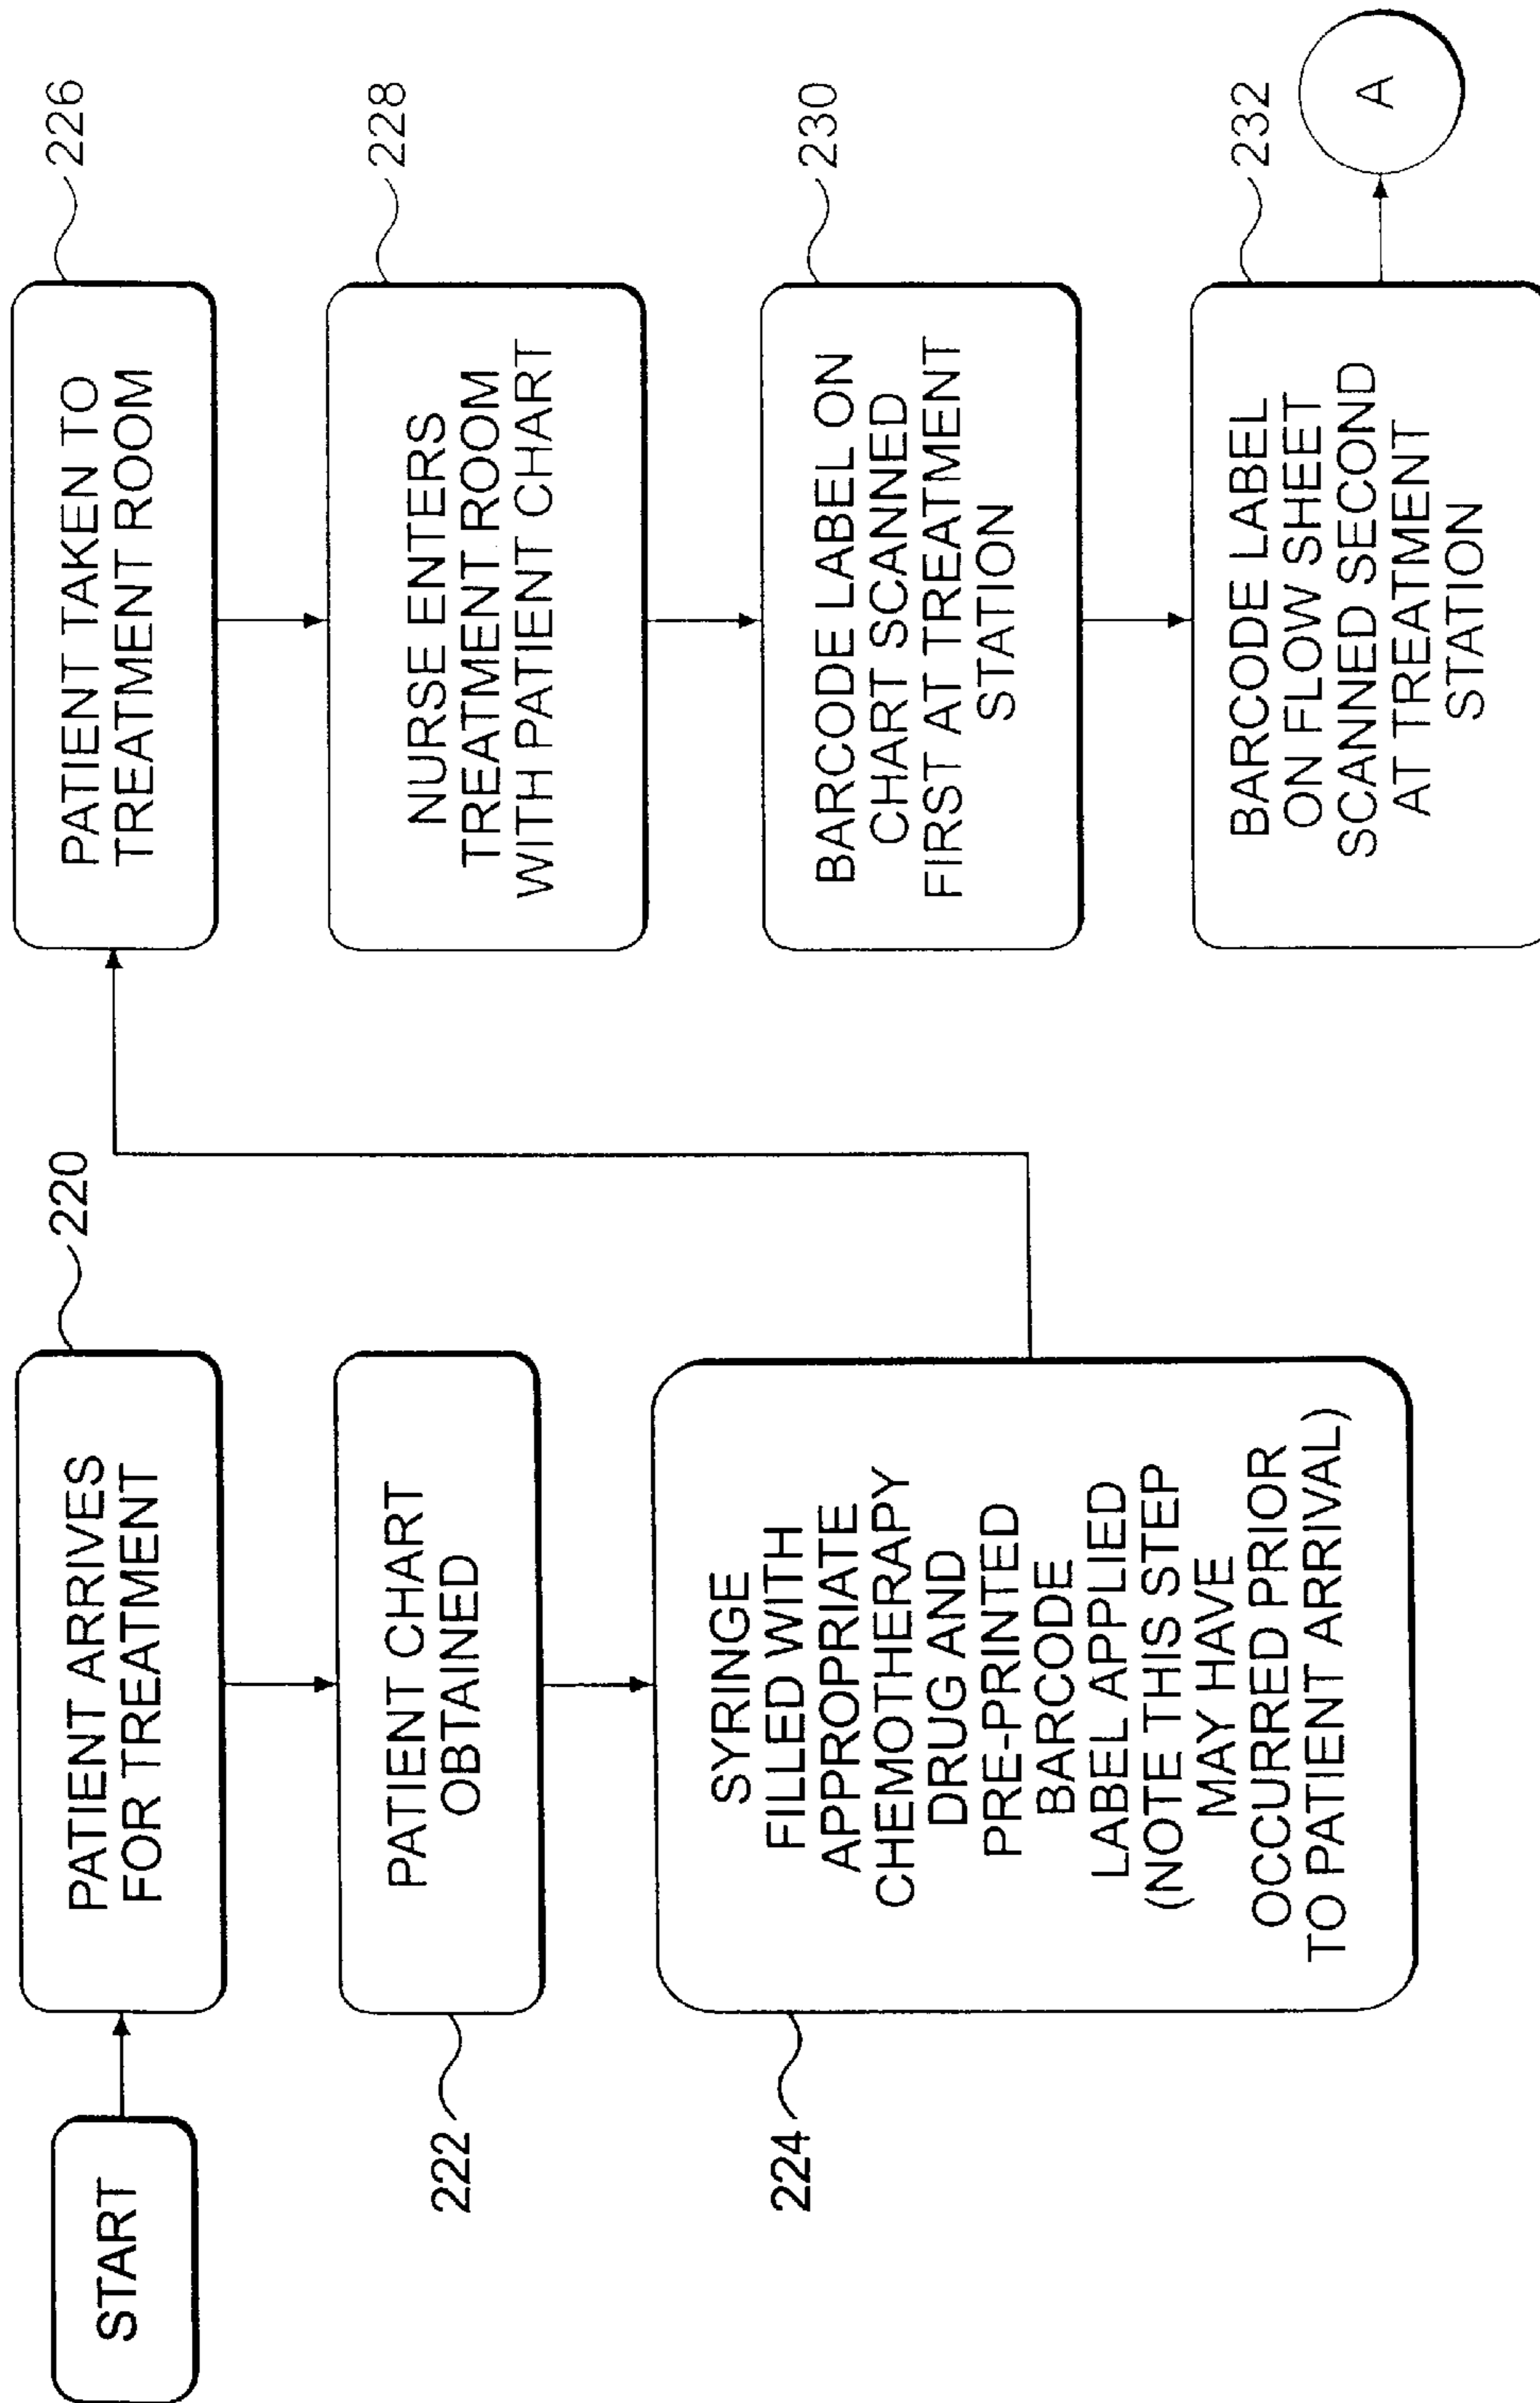 START
PATIENT ARRIVES
FOR TREATMENT
220
PATIENT CHART
OBTAINED
222
SYRINGE
FILLED WITH
APPROPRIATE
CHEMOTHERAPY
DRUG AND
PRE-PRINTED
BARCODE
LABEL APPLIED
(NOTE THIS STEP
MAY HAVE
OCCURRED PRIOR
TO PATIENT ARRIVAL)
224
PATIENT TAKEN TO
TREATMENT ROOM
226
NURSE ENTERS
TREATMENT ROOM
WITH PATIENT CHART
228
BARCODE LABEL ON
CHART SCANNED
FIRST AT TREATMENT
STATION
230
BARCODE LABEL
ON FLOW SHEET
SCANNED SECOND
AT TREATMENT
STATION
232
A